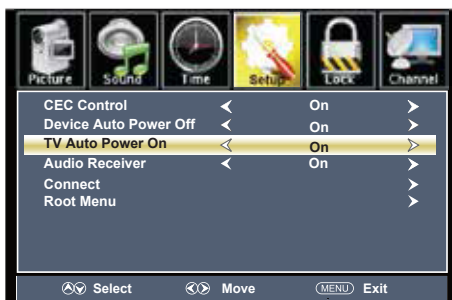 Picture Sound Time Setup Lock Channel
CEC Control On
Device Auto Power Off On
TV Auto Power On On
Audio Receiver On
Connect
Root Menu
Select Move MENU Exit